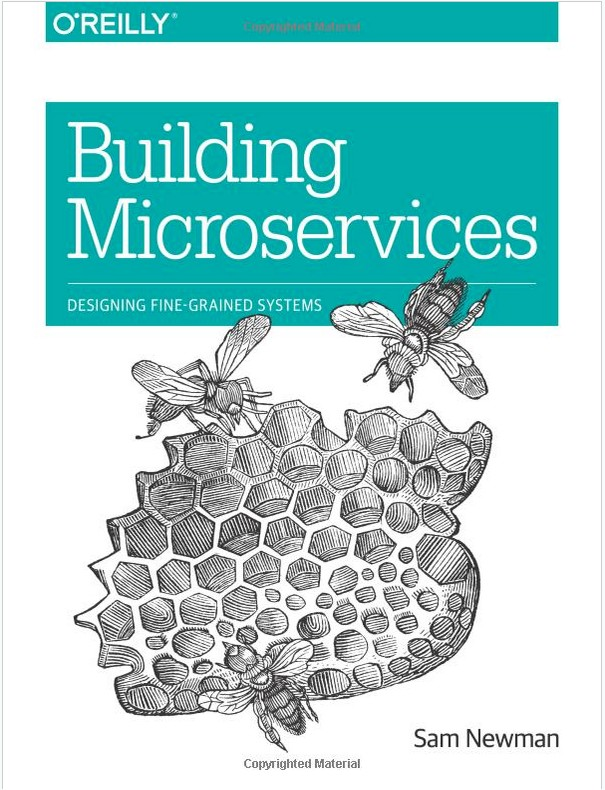 O'REILLY®
Copyrighted Material
Building
Microservices
DESIGNING FINE-GRAINED SYSTEMS
Sam Newman
Copyrighted Material